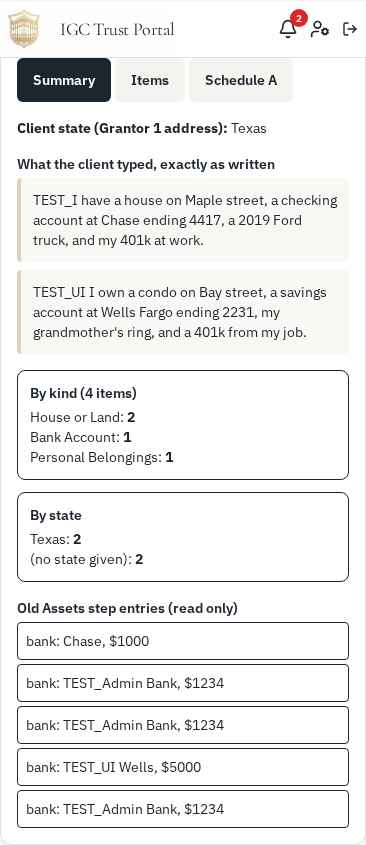 IGC Trust Portal
2
Summary
Items
Schedule A
Client state (Grantor 1 address): Texas
What the client typed, exactly as written
TEST_I have a house on Maple street, a checking
account at Chase ending 4417, a 2019 Ford
truck, and my 401k at work.
TEST_UI I own a condo on Bay street, a savings
account at Wells Fargo ending 2231, my
grandmother's ring, and a 401k from my job.
By kind (4 items)
House or Land: 2
Bank Account: 1
Personal Belongings: 1
By state
Texas: 2
(no state given): 2
Old Assets step entries (read only)
bank: Chase, $1000
bank: TEST_Admin Bank, $1234
bank: TEST_Admin Bank, $1234
bank: TEST_UI Wells, $5000
bank: TEST_Admin Bank, $1234